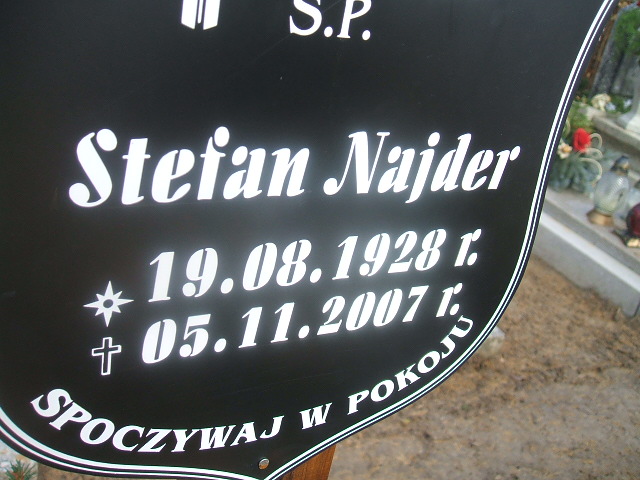 S.P.
Stefan Najder
19.08.1928 r.
05.11.2007 r.
SPOCZYWAJ W POKOJU